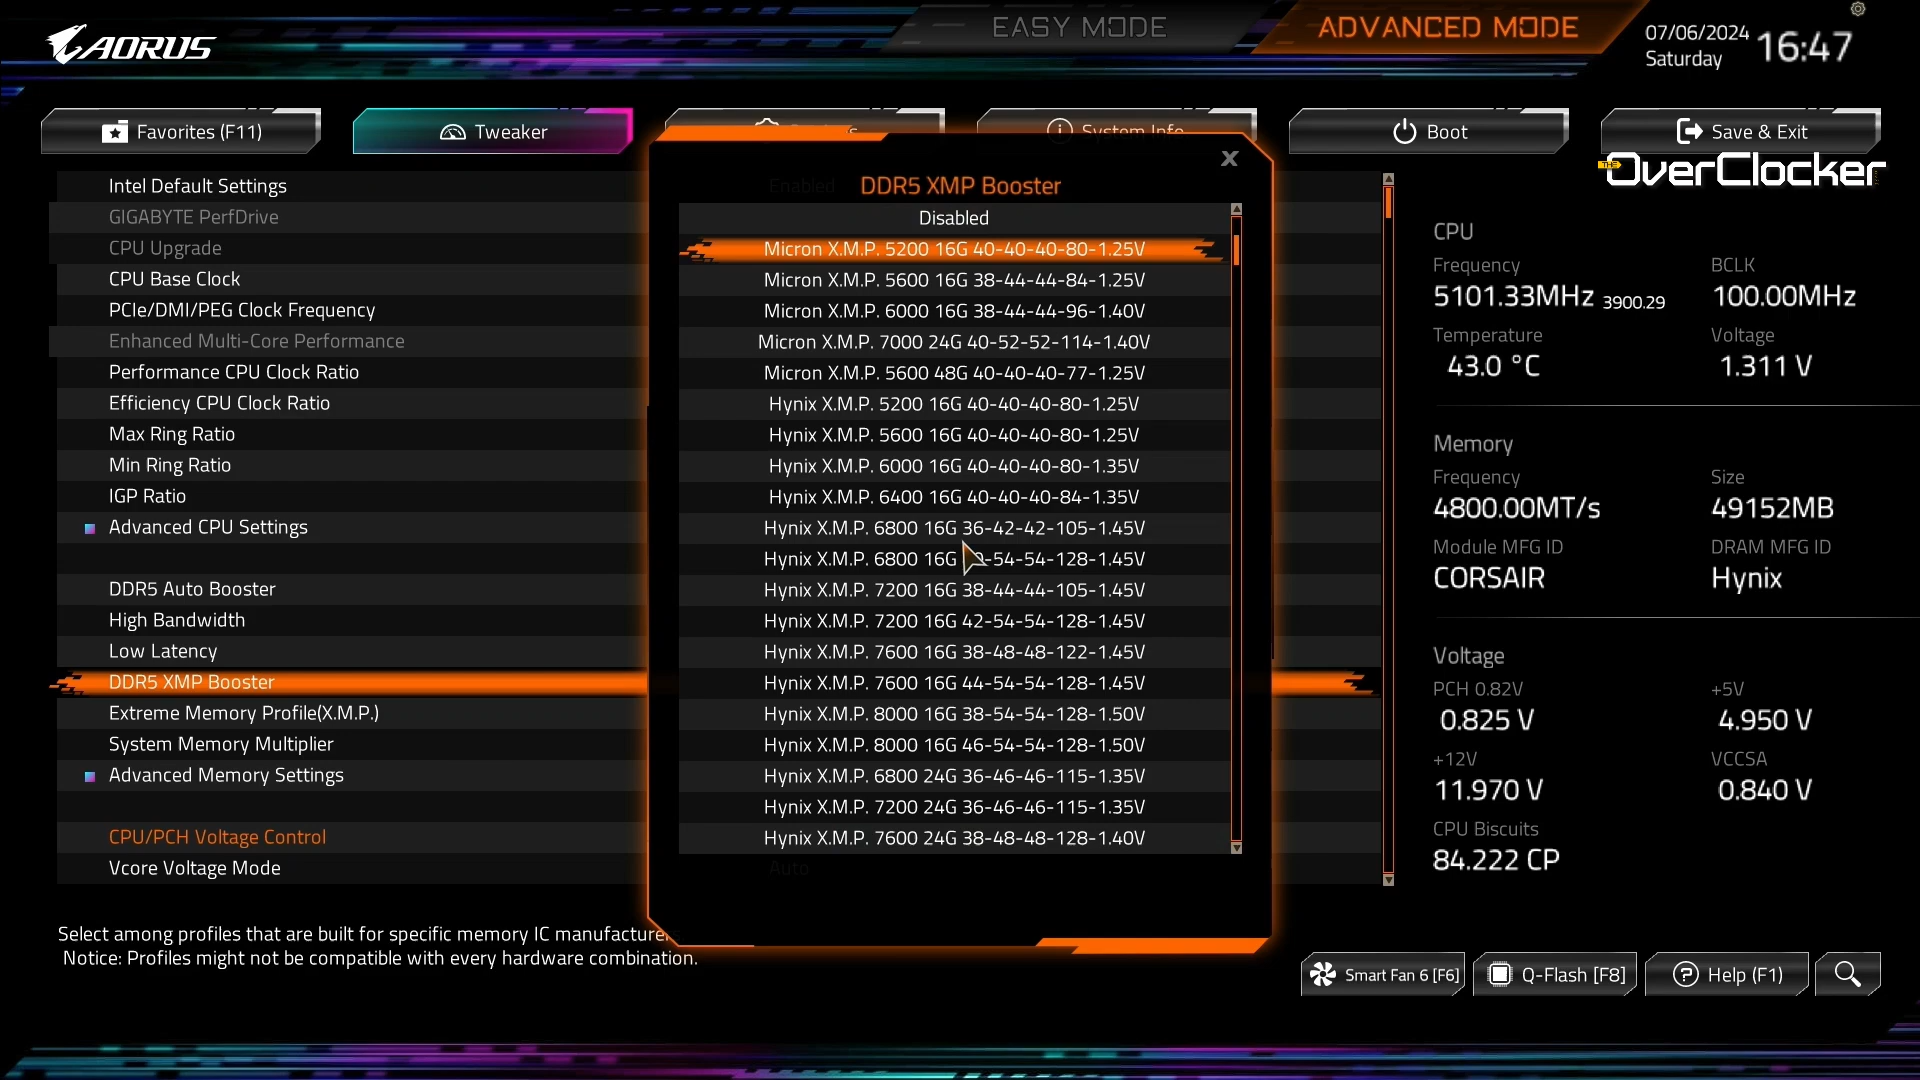 AORUS
EASY MODE
ADVANCED MODE
07/06/2024
Saturday
16:47
Favorites (F11)
Tweaker
System Info
Boot
Save & Exit
THE OverClocker
Intel Default Settings
Enabled
GIGABYTE PerfDrive
CPU Upgrade
CPU Base Clock
PCIe/DMI/PEG Clock Frequency
Enhanced Multi-Core Performance
Performance CPU Clock Ratio
Efficiency CPU Clock Ratio
Max Ring Ratio
Min Ring Ratio
IGP Ratio
Advanced CPU Settings
DDR5 Auto Booster
High Bandwidth
Low Latency
DDR5 XMP Booster
Extreme Memory Profile(X.M.P.)
System Memory Multiplier
Advanced Memory Settings
CPU/PCH Voltage Control
Vcore Voltage Mode
Auto
X
DDR5 XMP Booster
Disabled
Micron X.M.P. 5200 16G 40-40-40-80-1.25V
Micron X.M.P. 5600 16G 38-44-44-84-1.25V
Micron X.M.P. 6000 16G 38-44-44-96-1.40V
Micron X.M.P. 7000 24G 40-52-52-114-1.40V
Micron X.M.P. 5600 48G 40-40-40-77-1.25V
Hynix X.M.P. 5200 16G 40-40-40-80-1.25V
Hynix X.M.P. 5600 16G 40-40-40-80-1.25V
Hynix X.M.P. 6000 16G 40-40-40-80-1.35V
Hynix X.M.P. 6400 16G 40-40-40-84-1.35V
Hynix X.M.P. 6800 16G 36-42-42-105-1.45V
Hynix X.M.P. 6800 16G -54-54-128-1.45V
Hynix X.M.P. 7200 16G 38-44-44-105-1.45V
Hynix X.M.P. 7200 16G 42-54-54-128-1.45V
Hynix X.M.P. 7600 16G 38-48-48-122-1.45V
Hynix X.M.P. 7600 16G 44-54-54-128-1.45V
Hynix X.M.P. 8000 16G 38-54-54-128-1.50V
Hynix X.M.P. 8000 16G 46-54-54-128-1.50V
Hynix X.M.P. 6800 24G 36-46-46-115-1.35V
Hynix X.M.P. 7200 24G 36-46-46-115-1.35V
Hynix X.M.P. 7600 24G 38-48-48-128-1.40V
CPU
Frequency BCLK
5101.33MHz 3900.29 100.00MHz
Temperature Voltage
43.0 °C 1.311 V
Memory
Frequency Size
4800.00MT/s 49152MB
Module MFG ID DRAM MFG ID
CORSAIR Hynix
Voltage
PCH 0.82V +5V
0.825 V 4.950 V
+12V VCCSA
11.970 V 0.840 V
CPU Biscuits
84.222 CP
Select among profiles that are built for specific memory IC manufacturer
Notice: Profiles might not be compatible with every hardware combination.
Smart Fan 6 [F6]
Q-Flash [F8]
Help (F1)